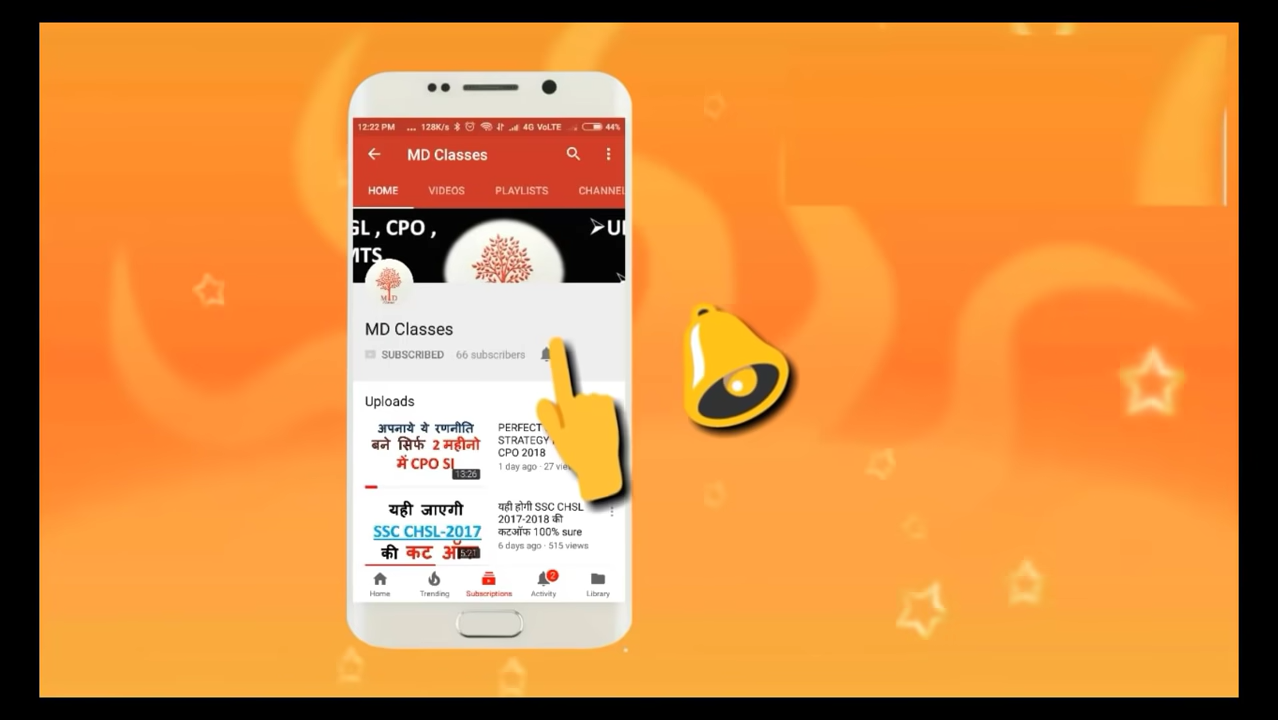 12:22 PM ... 128K/s 4G VoLTE 44%
MD Classes
HOME VIDEOS PLAYLISTS CHANNEL
GL , CPO ,
MTS
MD
MD Classes
SUBSCRIBED 66 subscribers
Uploads
अपनाये ये रणनीति
बने सिर्फ 2 महीनो
में CPO SI
13:26
PERFECT
STRATEGY
CPO 2018
1 day ago · 27
यही जाएगी
SSC CHSL-2017
की कट
5:21
यही होगी SSC CHSL
2017-2018 की
कटऑफ 100% sure
6 days ago · 515 views
2
Home Trending Subscriptions Activity Library